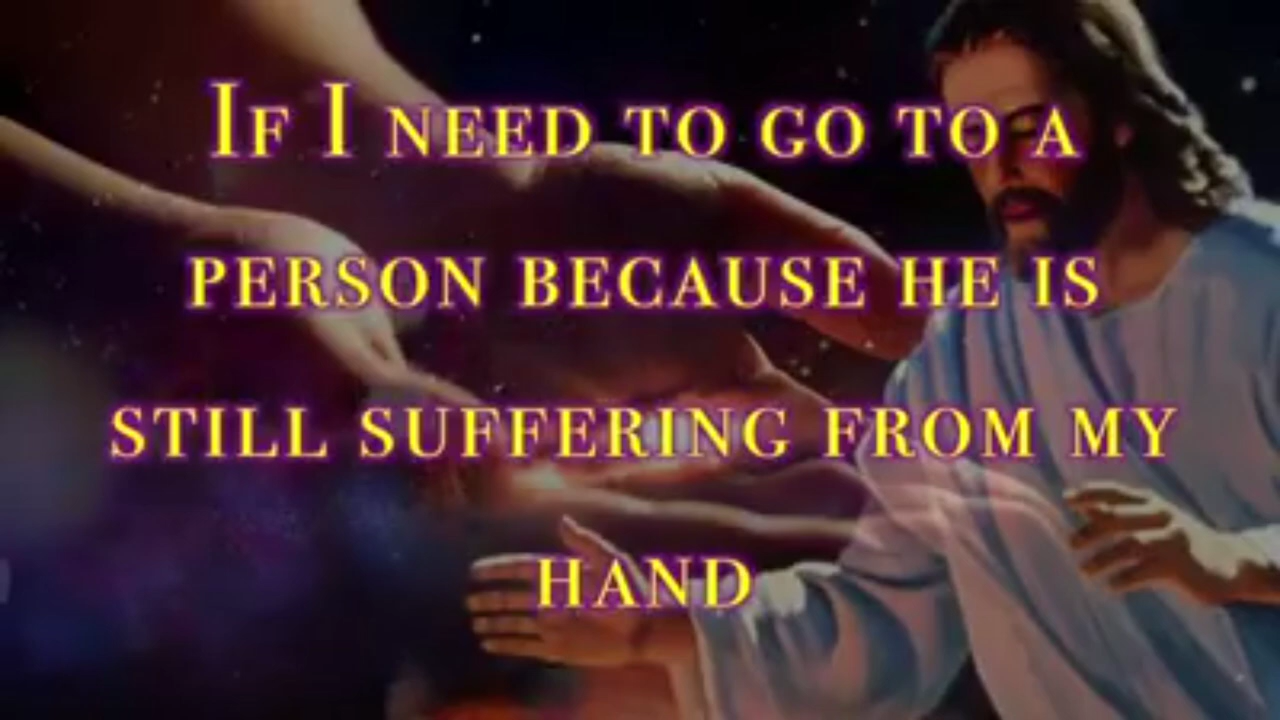 If I need to go to a
person because he is
still suffering from my
hand